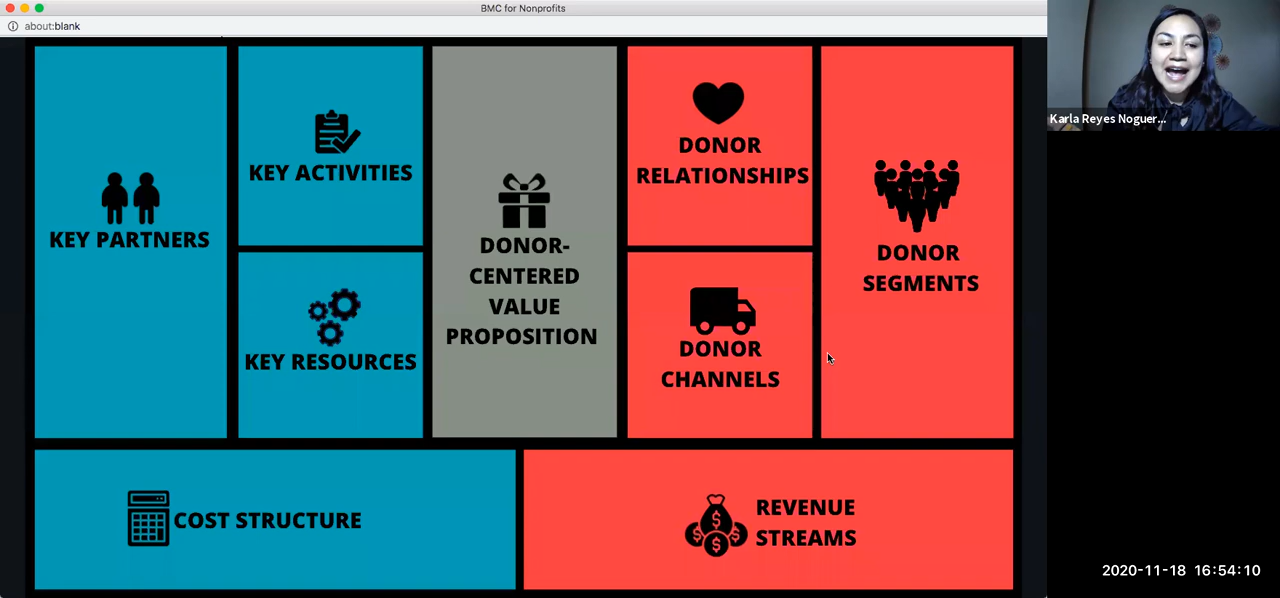 BMC for Nonprofits
about:blank
KEY PARTNERS
KEY ACTIVITIES
KEY RESOURCES
DONOR-
CENTERED
VALUE
PROPOSITION
DONOR
RELATIONSHIPS
DONOR
CHANNELS
DONOR
SEGMENTS
COST STRUCTURE
$
$ $
$
REVENUE
STREAMS
Karla Reyes Noguer...
2020-11-18 16:54:10